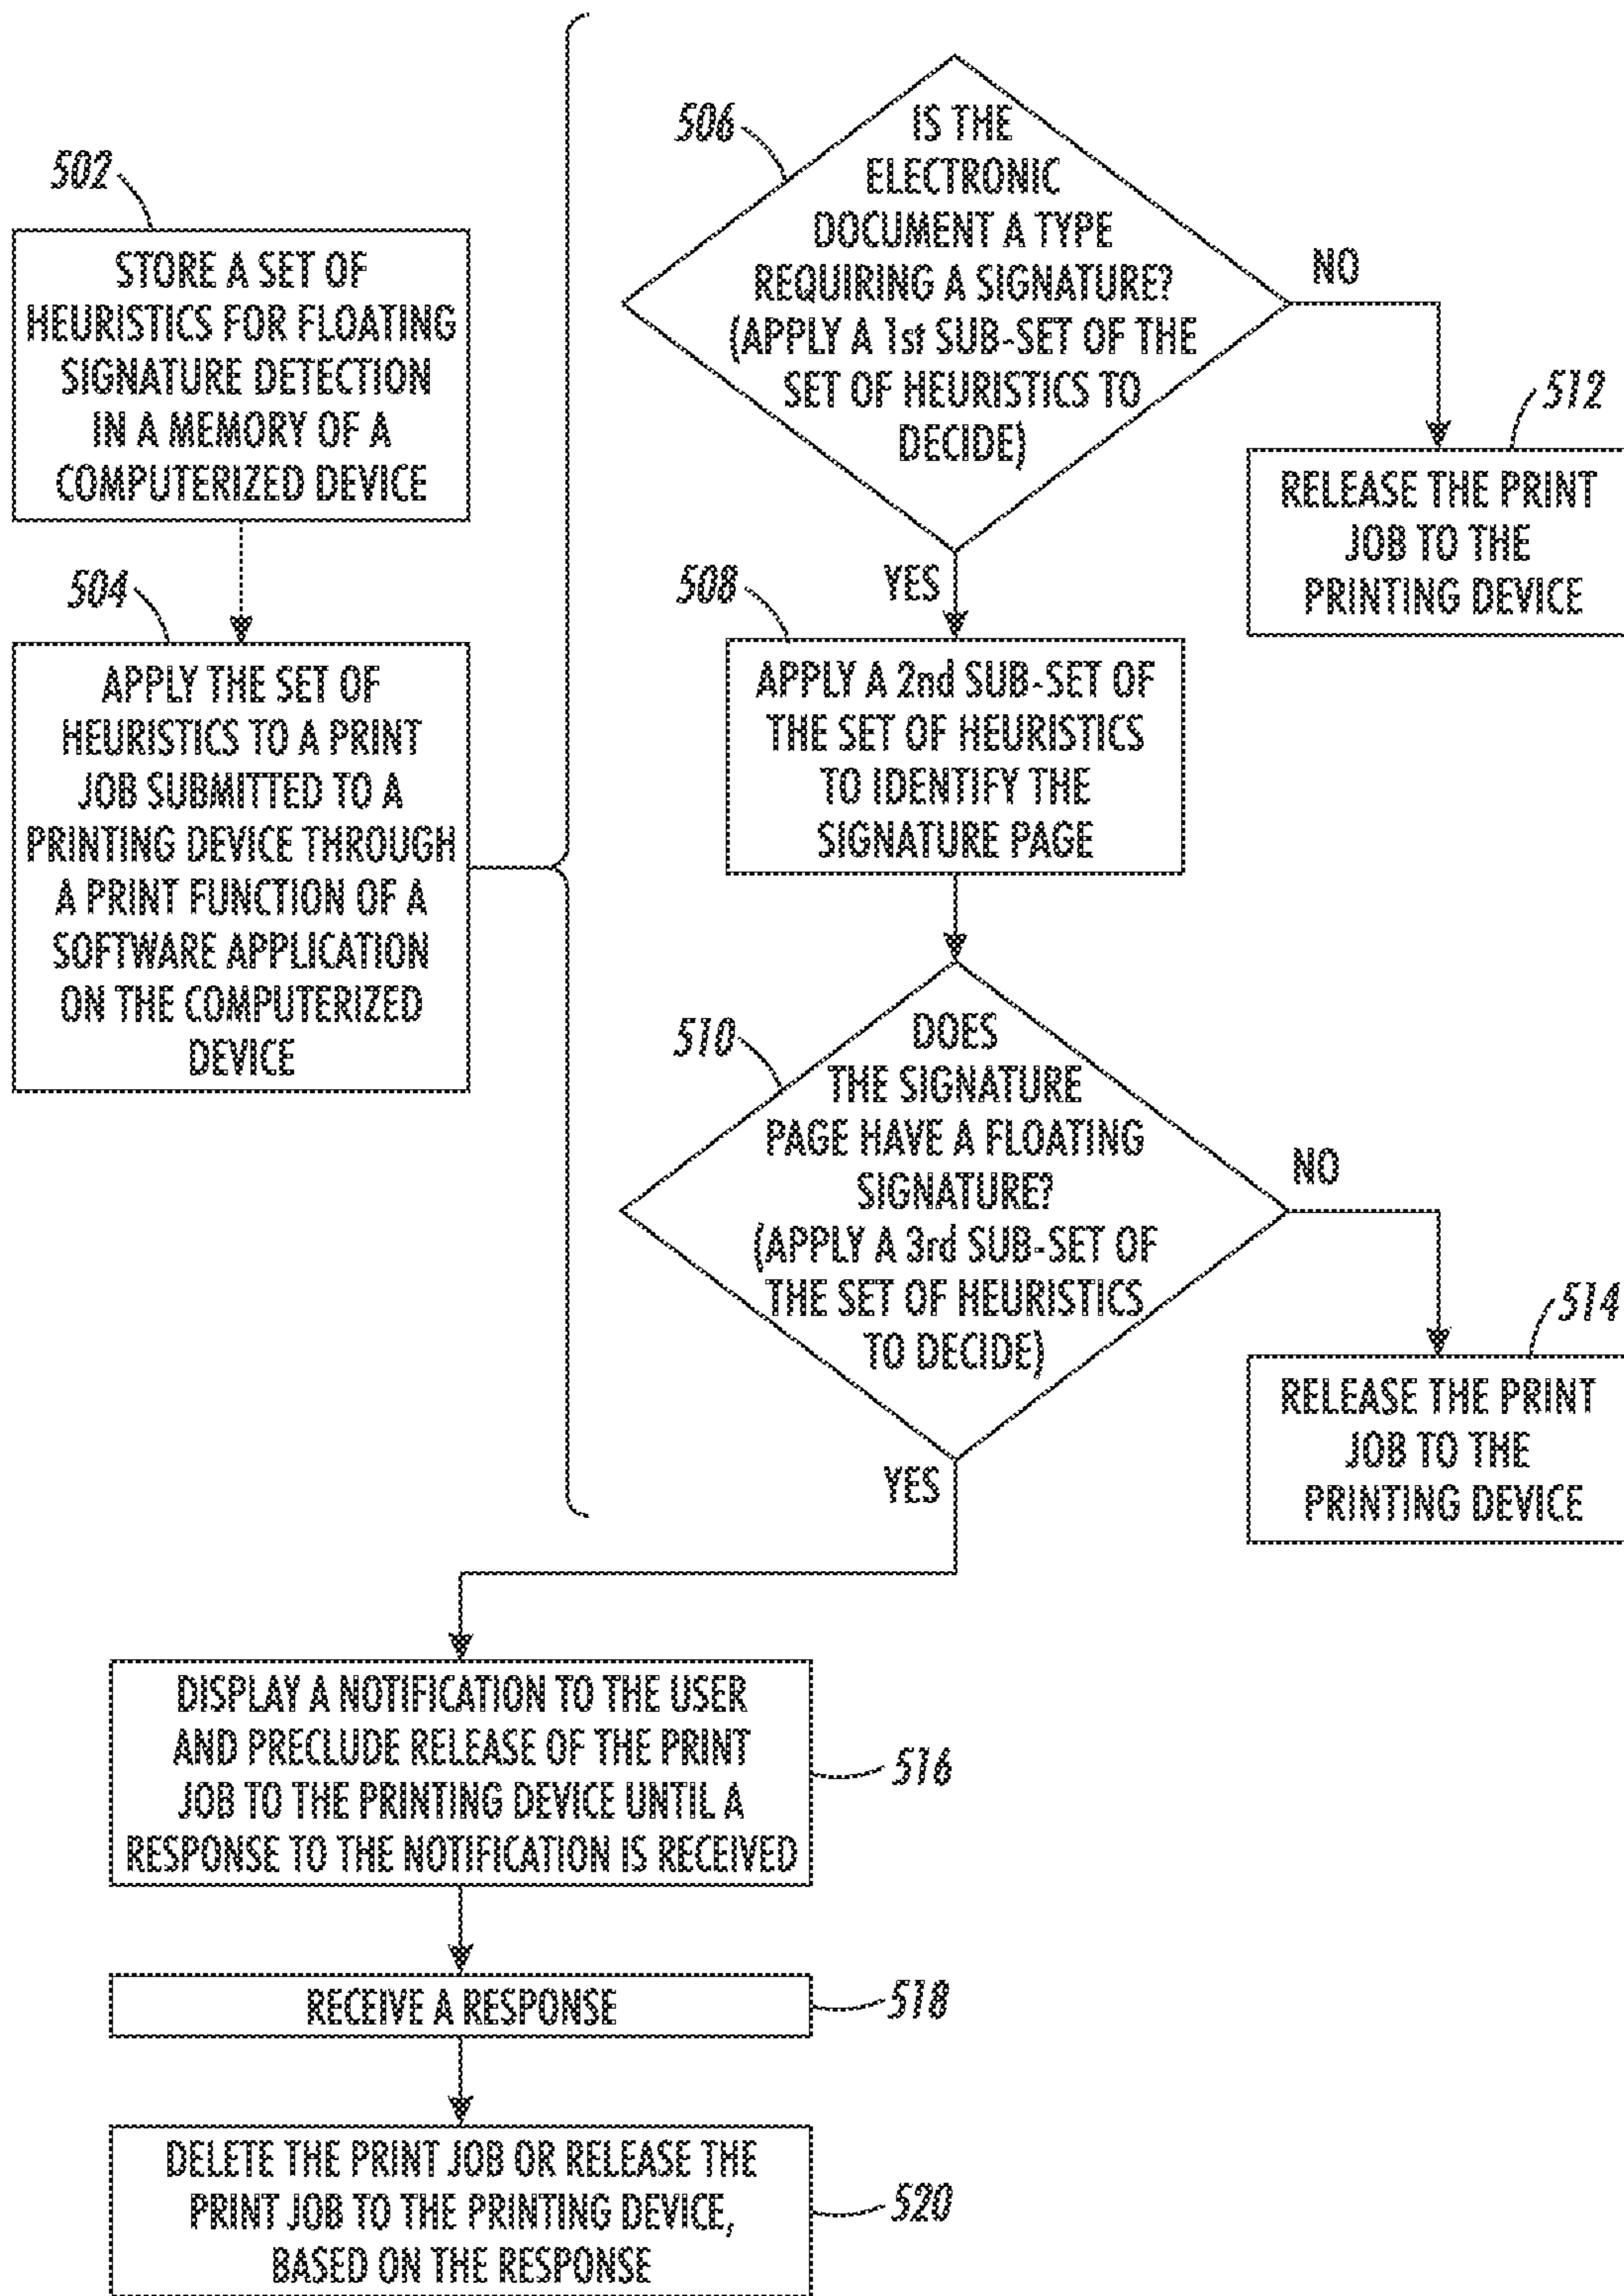 502
STORE A SET OF
HEURISTICS FOR FLOATING
SIGNATURE DETECTION
IN A MEMORY OF A
COMPUTERIZED DEVICE
504
APPLY THE SET OF
HEURISTICS TO A PRINT
JOB SUBMITTED TO A
PRINTING DEVICE THROUGH
A PRINT FUNCTION OF A
SOFTWARE APPLICATION
ON THE COMPUTERIZED
DEVICE
506
IS THE
ELECTRONIC
DOCUMENT A TYPE
REQUIRING A SIGNATURE?
(APPLY A 1st SUB-SET OF THE
SET OF HEURISTICS TO
DECIDE)
NO
512
RELEASE THE PRINT
JOB TO THE
PRINTING DEVICE
YES
508
APPLY A 2nd SUB-SET OF
THE SET OF HEURISTICS
TO IDENTIFY THE
SIGNATURE PAGE
510
DOES
THE SIGNATURE
PAGE HAVE A FLOATING
SIGNATURE?
(APPLY A 3rd SUB-SET OF
THE SET OF HEURISTICS
TO DECIDE)
NO
514
RELEASE THE PRINT
JOB TO THE
PRINTING DEVICE
YES
DISPLAY A NOTIFICATION TO THE USER
AND PRECLUDE RELEASE OF THE PRINT
JOB TO THE PRINTING DEVICE UNTIL A
RESPONSE TO THE NOTIFICATION IS RECEIVED
516
RECEIVE A RESPONSE
518
DELETE THE PRINT JOB OR RELEASE THE
PRINT JOB TO THE PRINTING DEVICE,
BASED ON THE RESPONSE
520